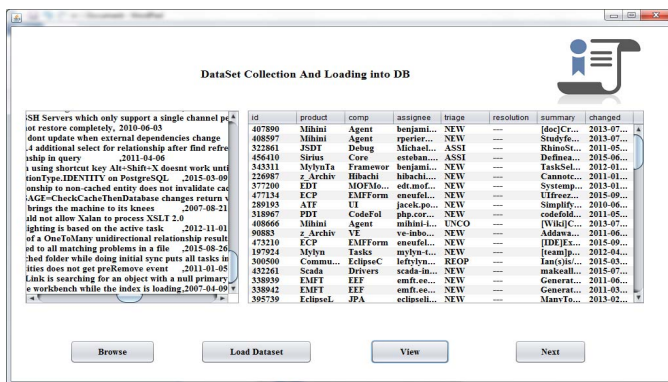 DataSet Collection And Loading into DB
SSH Servers which only support a single channel pe
ot restore completely, 2010-06-03
dont update when external dependencies change
.4 additional select for relationship after find refre
nship in query ,2011-04-06
using shortcut key Alt+Shift+X doesnt work unti
tionType.IDENTITY on PostgreSQL ,2015-03-09
onship to non-cached entity does not invalidate cac
AGE=CheckCacheThenDatabase changes return v
brings the machine to its knees ,2007-08-21
uld not allow Xalan to process XSLT 2.0
ighting is based on the active task ,2012-11-01
of a OneToMany unidirectional relationship result
ed to all matching problems in a file ,2015-08-26
ched folder while doing initial sync puts all tasks in
ities does not get preRemove event ,2011-01-05
Link is searching for an object with a null primary
e workbench while the index is loading,2007-04-09
id product comp assignee triage resolution summary changed
407890 Mihini Agent benjami... NEW ---- [doc]Cr... 2013-07...
408597 Mihini Agent rperier... NEW ---- Studyfe... 2013-07...
322861 JSDT Debug Michael... ASSI ---- RhinoSt... 2011-05...
456410 Sirius Core esteban.... ASSI ---- Definea... 2015-06...
343311 MylynTa Framewor benjami... NEW ---- TaskSel... 2012-01...
226987 z_Archiv Hibachi hibachi... NEW ---- Cannotc... 2011-01...
377200 EDT MOFMo... edt.mof... NEW ---- Systemp... 2013-01...
477134 ECP EMFForm eneufel... NEW ---- UIfreez... 2015-09...
289193 ATF UI jacek.po... NEW ---- Simplify... 2010-06...
318967 PDT CodeFol php.cor... NEW ---- codefold... 2011-05...
408666 Mihini Agent mihini-i... UNCO ---- [Wiki]C... 2013-07...
90883 z_Archiv VE ve-inbo... NEW ---- Addawa... 2011-06...
473210 ECP EMFForm eneufel... NEW ---- [IDE]Ex... 2015-09...
197924 Mylyn Tasks mylyn-t... NEW ---- [team]p... 2012-04...
300500 Commu... EclipseC leftylyn... REOP ---- Ian(s)is/... 2015-03...
432261 Scada Drivers scada-in... NEW ---- makeall... 2015-07...
338939 EMFT EEF emft.ee... NEW ---- Generat... 2011-06...
338942 EMFT EEF emft.ee... NEW ---- Generat... 2011-03...
395739 EclipseL JPA eclipseli... NEW ---- ManyTo... 2013-02...
Browse Load Dataset View Next